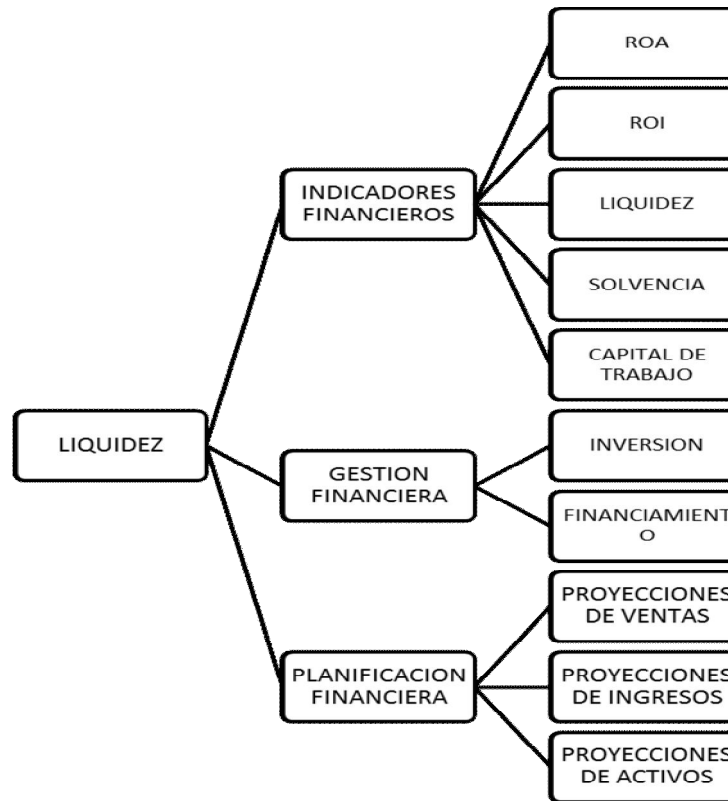 ROA
ROI
INDICADORES
FINANCIEROS
LIQUIDEZ
SOLVENCIA
CAPITAL DE
TRABAJO
LIQUIDEZ
GESTION
FINANCIERA
INVERSION
FINANCIAMIENT
O
PLANIFICACION
FINANCIERA
PROYECCIONES
DE VENTAS
PROYECCIONES
DE INGRESOS
PROYECCIONES
DE ACTIVOS